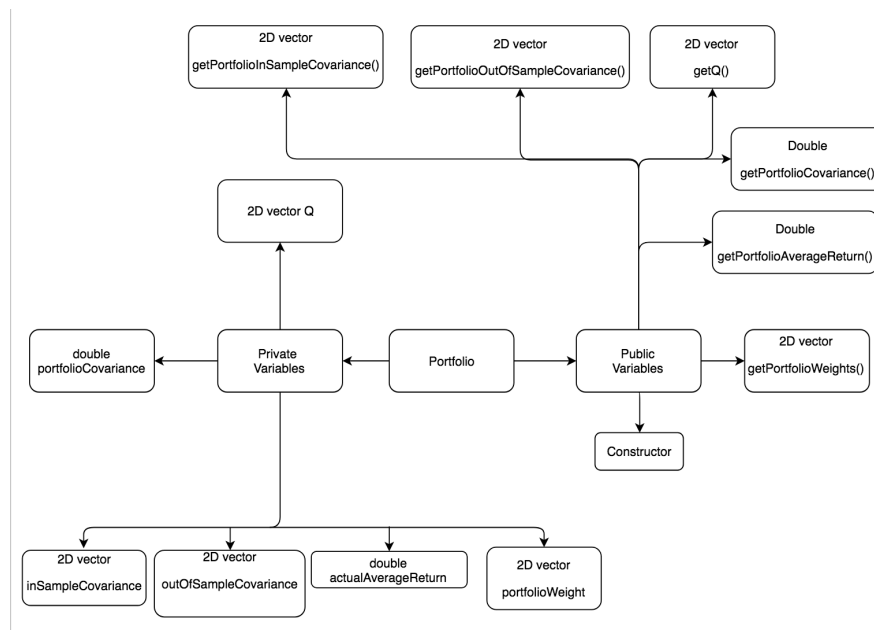 2D vector
getPortfolioInSampleCovariance()
2D vector
getPortfolioOutOfSampleCovariance()
2D vector
getQ()
Double
getPortfolioCovariance()
2D vector Q
Double
getPortfolioAverageReturn()
double
portfolioCovariance
Private
Variables
Portfolio
Public
Variables
2D vector
getPortfolioWeights()
Constructor
2D vector
inSampleCovariance
2D vector
outOfSampleCovariance
double
actualAverageReturn
2D vector
portfolioWeight